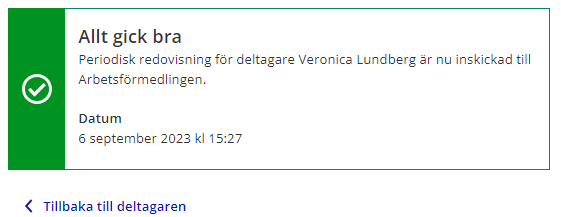 Allt gick bra
Periodisk redovisning för deltagare Veronica Lundberg är nu inskickad till
Arbetsförmedlingen.
Datum
6 september 2023 kl 15:27
Tillbaka till deltagaren